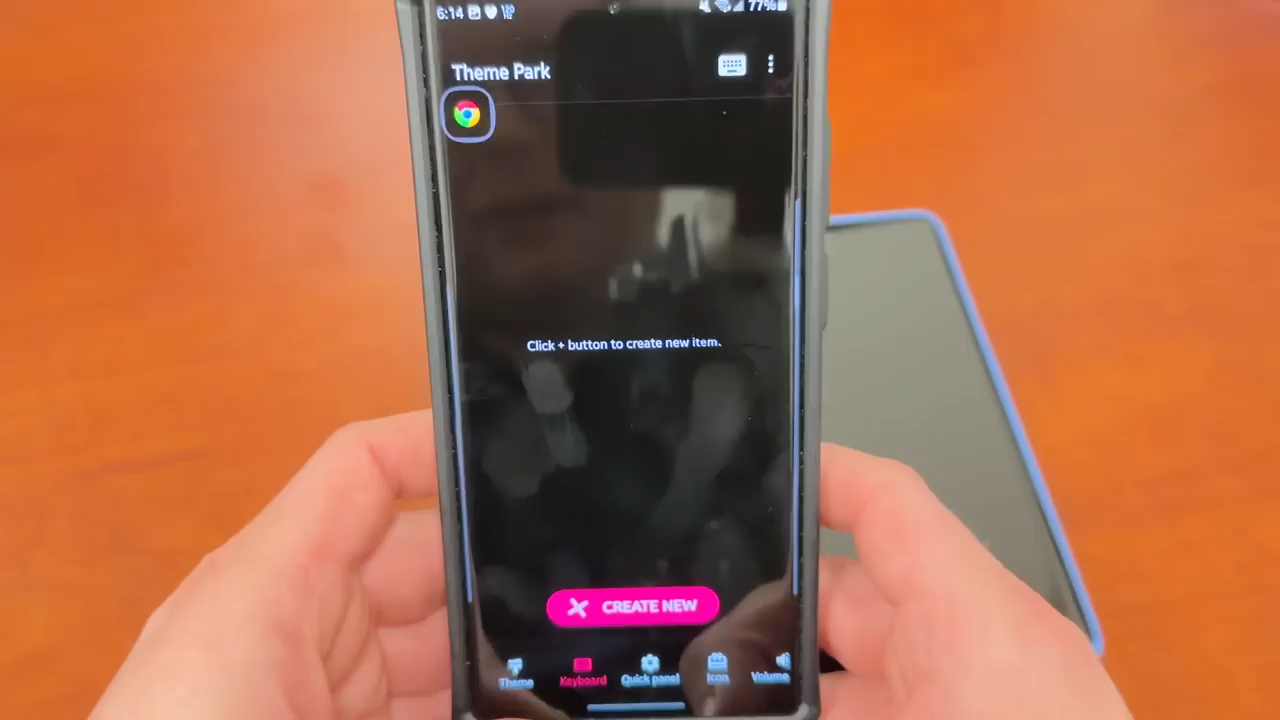 6:14 77%
Theme Park
Click + button to create new item.
CREATE NEW
Theme Keyboard Quick panel Icon Volume